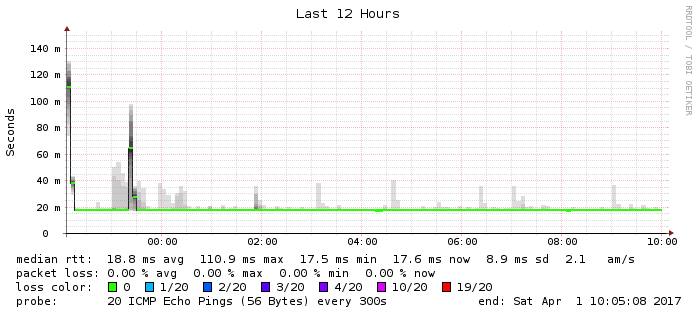 Last 12 Hours
RRDTOOL / TOBI OETIKER
Seconds
140 m
120 m
100 m
80 m
60 m
40 m
20 m
0
00:00 02:00 04:00 06:00 08:00 10:00
median rtt: 18.8 ms avg 110.9 ms max 17.5 ms min 17.6 ms now 8.9 ms sd 2.1 am/s
packet loss: 0.00 % avg 0.00 % max 0.00 % min 0.00 % now
loss color: 0 1/20 2/20 3/20 4/20 10/20 19/20
probe: 20 ICMP Echo Pings (56 Bytes) every 300s end: Sat Apr 1 10:05:08 2017